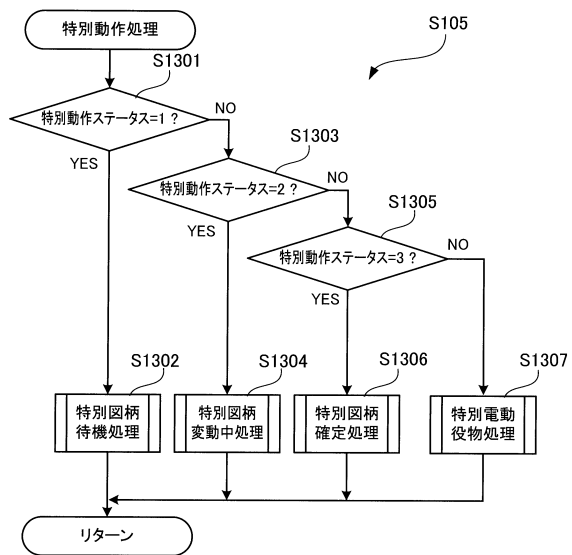 特別動作処理
S105
S1301
特別動作ステータス=1 ?
NO
YES
S1303
特別動作ステータス=2 ?
NO
YES
S1305
特別動作ステータス=3 ?
NO
YES
S1302
特別図柄
待機処理
S1304
特別図柄
変動中処理
S1306
特別図柄
確定処理
S1307
特別電動
役物処理
リターン